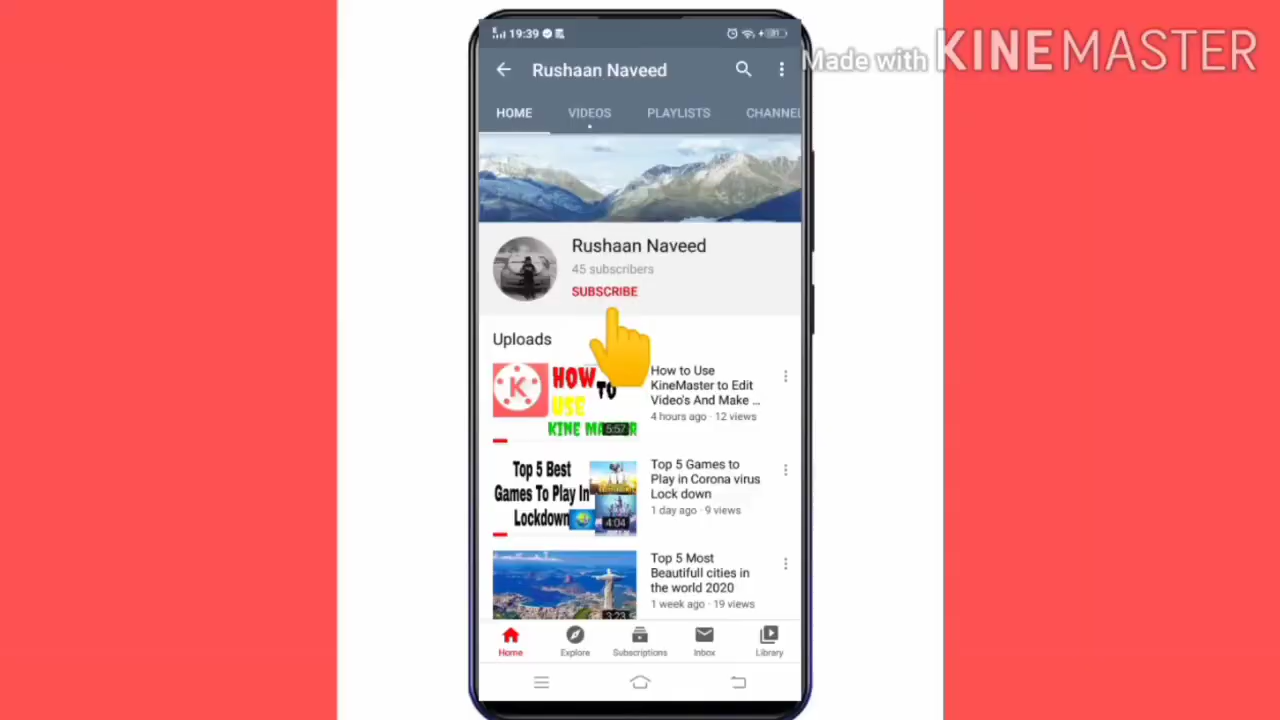 19:39
Made with KINEMASTER
Rushaan Naveed
HOME VIDEOS PLAYLISTS CHANNEL
Rushaan Naveed
45 subscribers
SUBSCRIBE
Uploads
K HOW TO
USE
KINE MASTER
5:57
How to Use
KineMaster to Edit
Video's And Make ...
4 hours ago · 12 views
Top 5 Best
Games To Play In
Lockdown
4:04
Top 5 Games to
Play in Corona virus
Lock down
1 day ago · 9 views
3:23
Top 5 Most
Beautifull cities in
the world 2020
1 week ago · 19 views
Home Explore Subscriptions Inbox Library